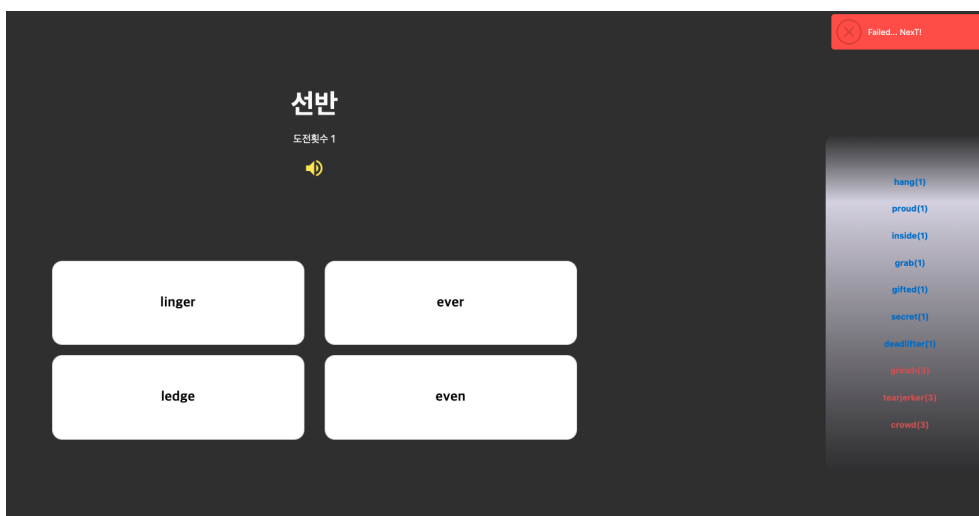 Failed... NexT!
선반
도전횟수 1
linger
ever
ledge
even
hang(1)
proud(1)
inside(1)
grab(1)
gifted(1)
secret(1)
deadlifter(1)
grinch(3)
tearjerker(3)
crowd(3)